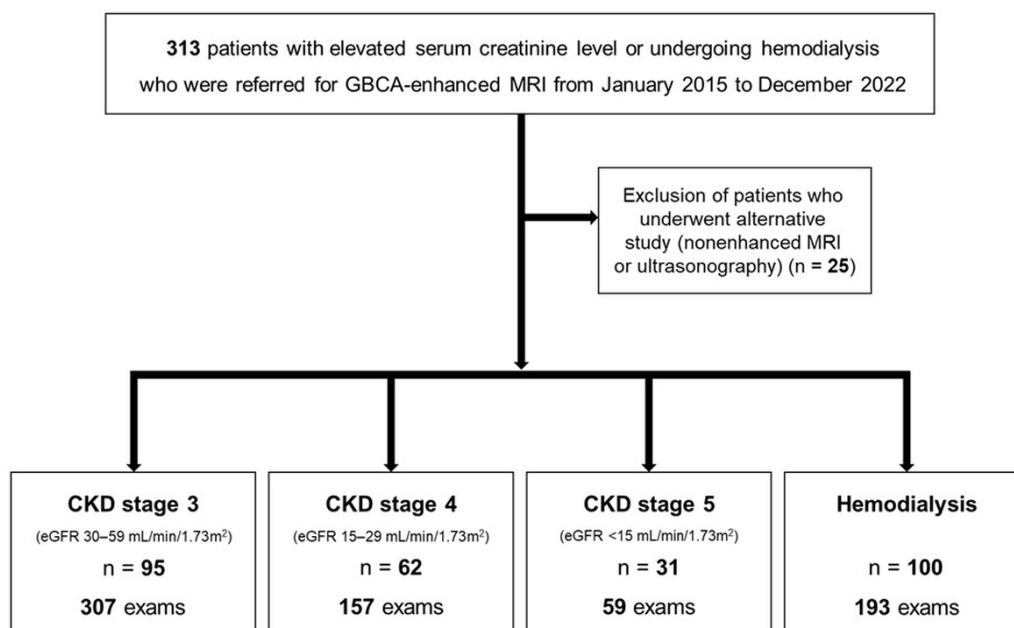 313 patients with elevated serum creatinine level or undergoing hemodialysis
who were referred for GBCA-enhanced MRI from January 2015 to December 2022
Exclusion of patients who
underwent alternative
study (nonenhanced MRI
or ultrasonography) (n = 25)
CKD stage 3
(eGFR 30–59 mL/min/1.73m²)
n = 95
307 exams
CKD stage 4
(eGFR 15–29 mL/min/1.73m²)
n = 62
157 exams
CKD stage 5
(eGFR <15 mL/min/1.73m²)
n = 31
59 exams
Hemodialysis
n = 100
193 exams